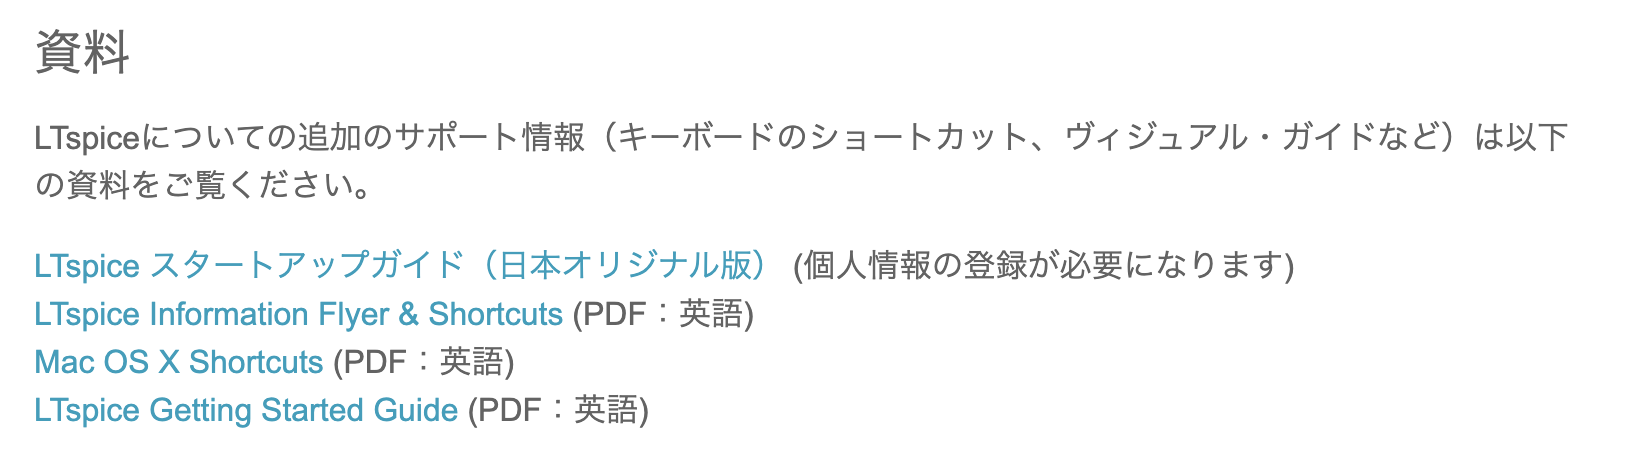 資料
LTspiceについての追加のサポート情報（キーボードのショートカット、ヴィジュアル・ガイドなど）は以下
の資料をご覧ください。
LTspice スタートアップガイド（日本オリジナル版） (個人情報の登録が必要になります)
LTspice Information Flyer & Shortcuts (PDF：英語)
Mac OS X Shortcuts (PDF：英語)
LTspice Getting Started Guide (PDF：英語)